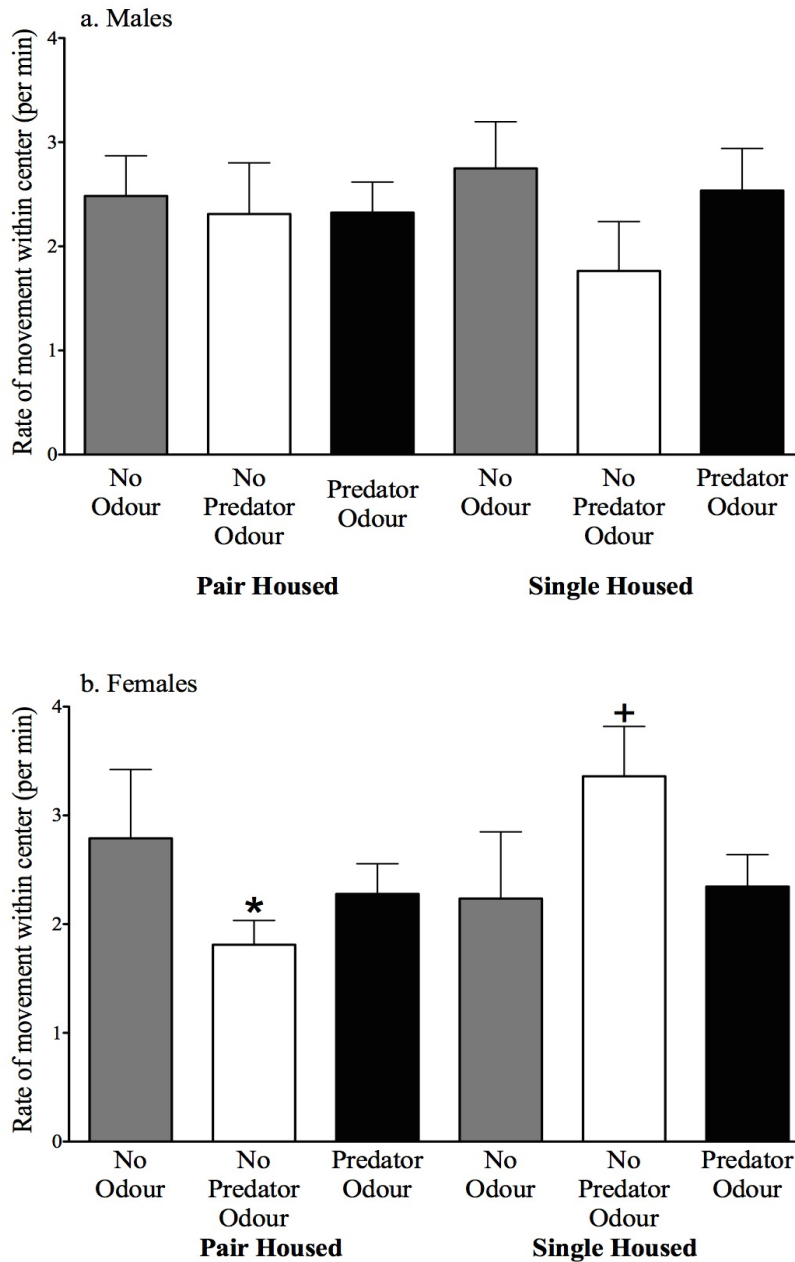 a. Males
Rate of movement within center (per min)
4
3
2
1
0
No
Odour
No
Predator
Odour
Predator
Odour
No
Odour
No
Predator
Odour
Predator
Odour
Pair Housed
Single Housed
b. Females
Rate of movement within center (per min)
4
3
2
1
0
*
+
No
Odour
No
Predator
Odour
Predator
Odour
No
Odour
No
Predator
Odour
Predator
Odour
Pair Housed
Single Housed